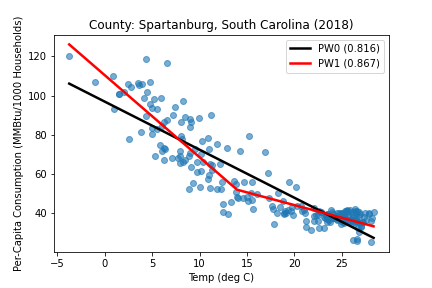 County: Spartanburg, South Carolina (2018)
PW0 (0.816)
PW1 (0.867)
Per-Capita Consumption (MMBtu/1000 Households)
120
100
80
60
40
−5
0
5
10
15
20
25
Temp (deg C)